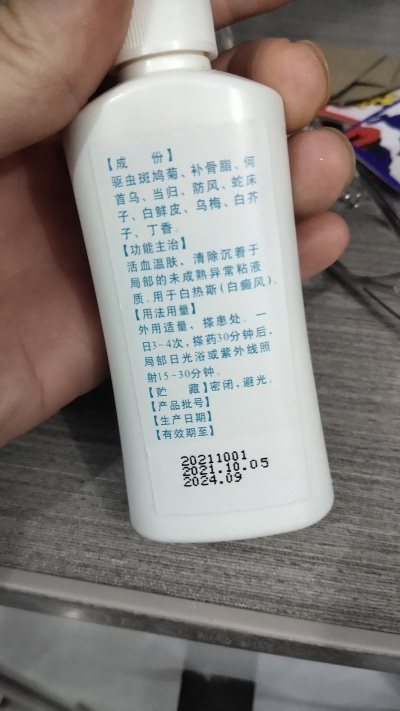 【成　份】
驱虫斑鸠菊、补骨脂、何
首乌、当归、防风、蛇床
子、白鲜皮、乌梅、白芥
子、丁香。
【功能主治】
活血温肤、清除沉着于
局部的未成熟异常粘液
质。用于白热斯(白癜风)。
【用法用量】
外用适量，搽患处。一
日3-4次，搽药30分钟后，
局部日光浴或紫外线照
射15-30分钟。
【贮　藏】密闭，避光。
【产品批号】
【生产日期】
【有效期至】
20211001
2021.10.05
2024.09